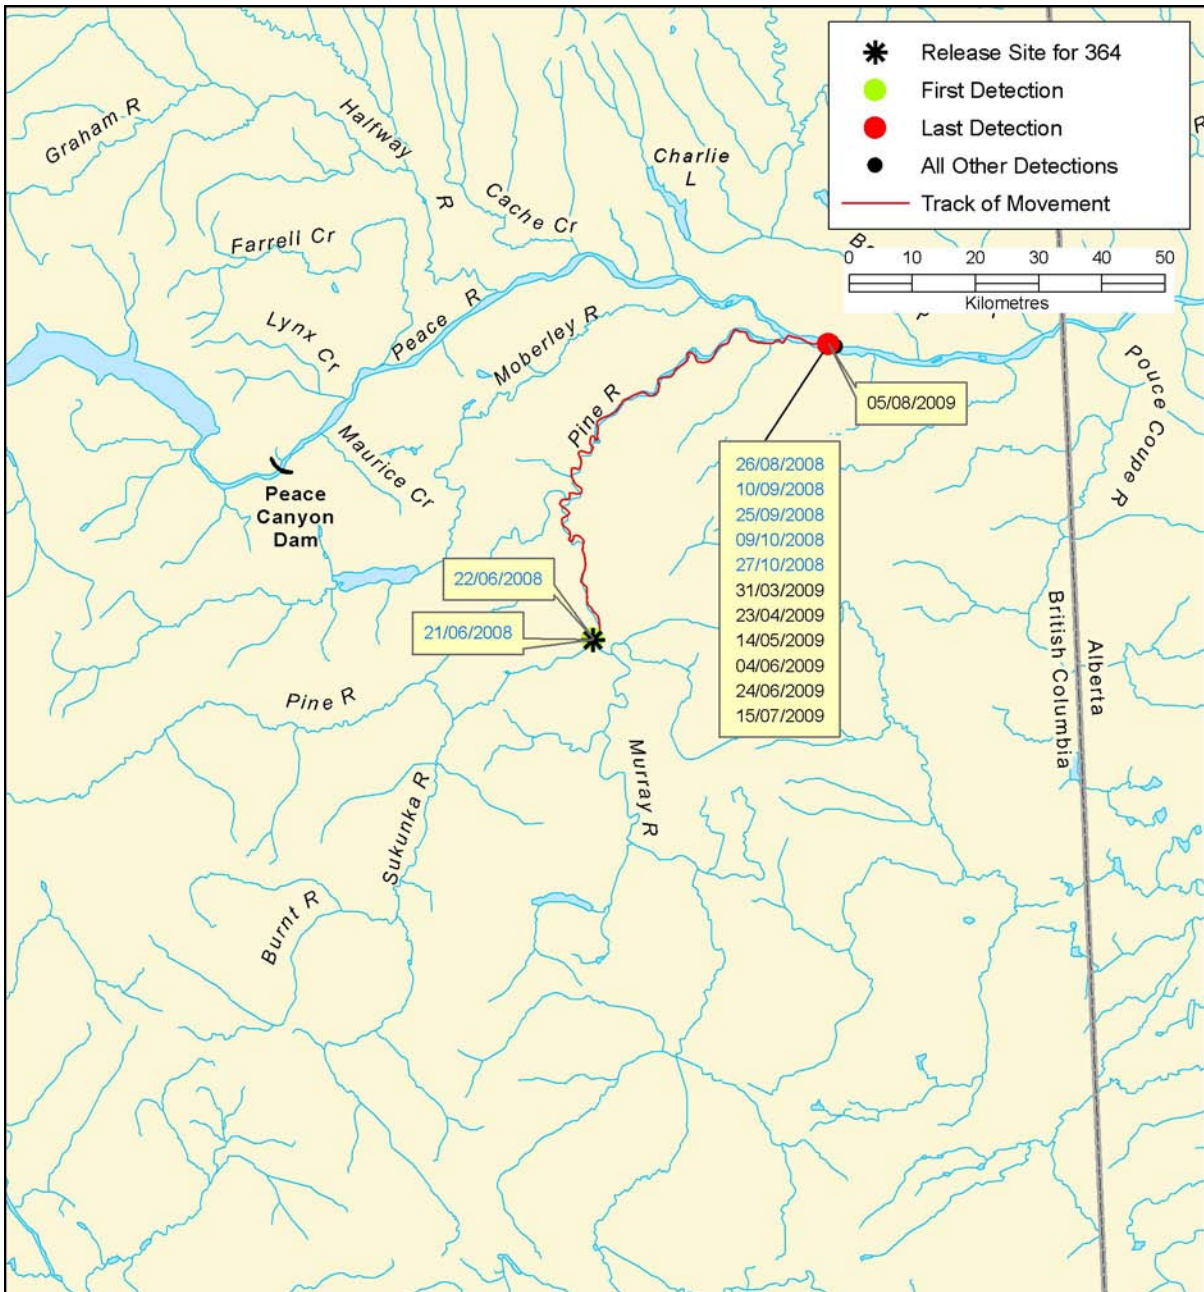 Release Site for 364
First Detection
Last Detection
All Other Detections
Track of Movement
0 10 20 30 40 50
Kilometres
Graham R
Halfway
R
Charlie
L
Cache Cr
Farrell Cr
R
Lynx Cr
Peace R
Moberley R
Pine R
Maurice Cr
Peace
Canyon
Dam
Pouce Coupe R
05/08/2009
26/08/2008
10/09/2008
25/09/2008
09/10/2008
27/10/2008
31/03/2009
23/04/2009
14/05/2009
04/06/2009
24/06/2009
15/07/2009
22/06/2008
21/06/2008
British Columbia
Alberta
Pine R
Murray R
Sukunka R
Burnt R